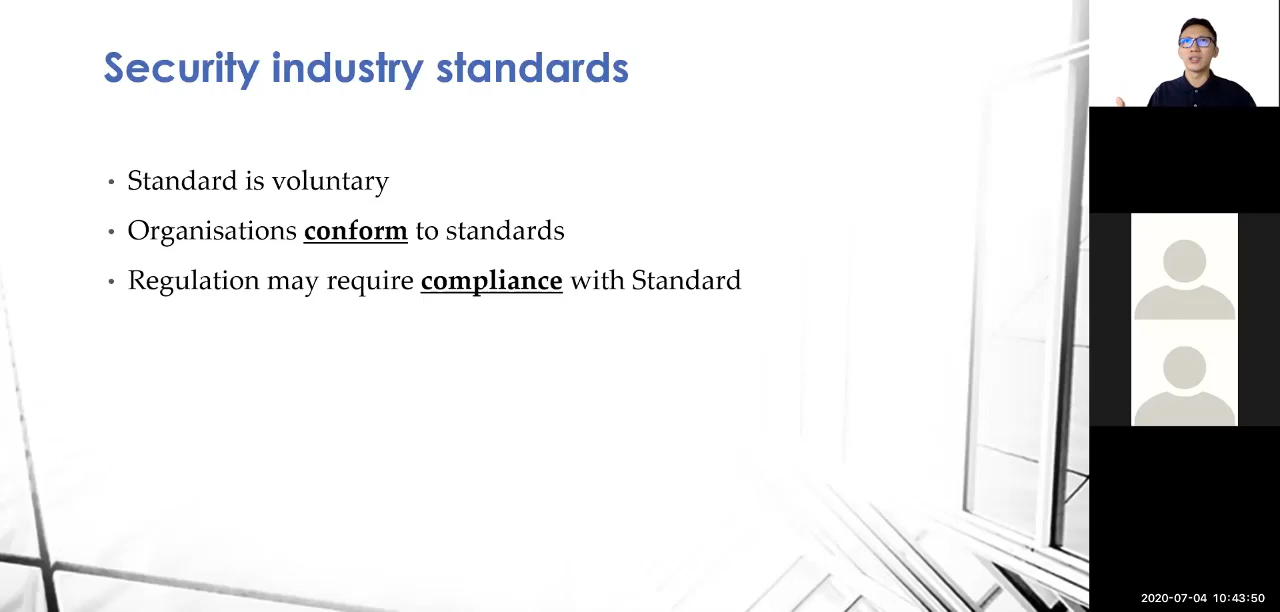 Security industry standards
• Standard is voluntary
• Organisations conform to standards
• Regulation may require compliance with Standard
2020-07-04 10:43:50